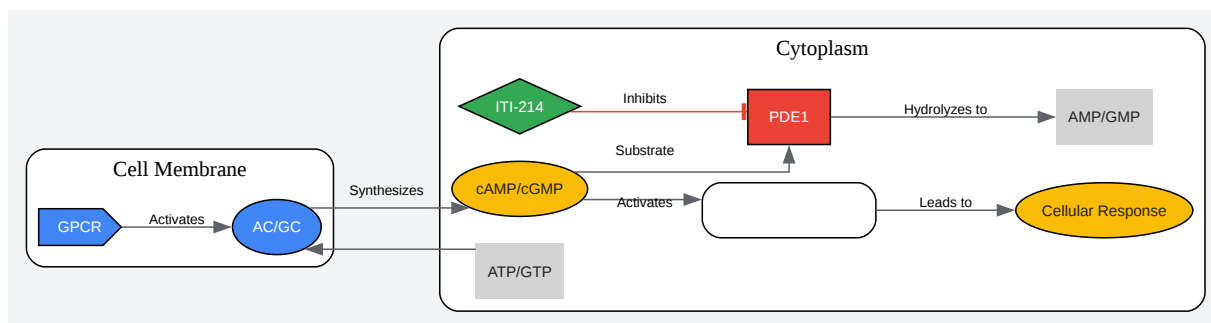 Cytoplasm
ITI-214
Inhibits
PDE1
Hydrolyzes to
AMP/GMP
Substrate
Cell Membrane
Synthesizes
cAMP/cGMP
Activates
Leads to
Cellular Response
GPCR
Activates
AC/GC
ATP/GTP